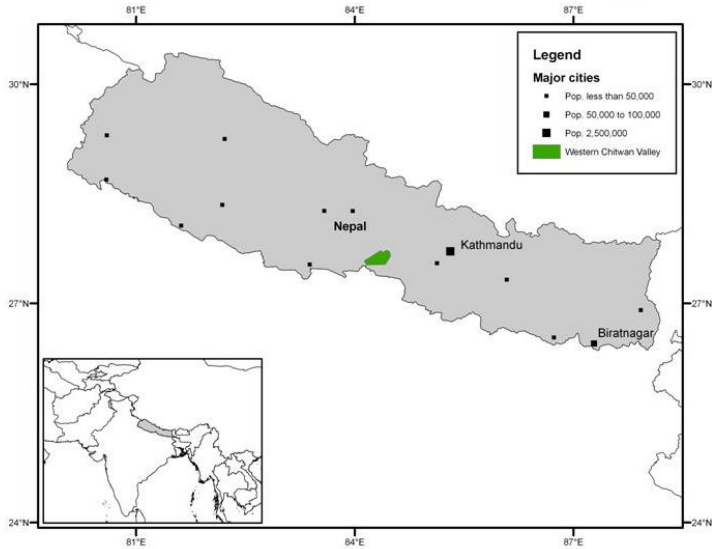 81°E
84°E
87°E
30°N
30°N
Legend
Major cities
Pop. less than 50,000
Pop. 50,000 to 100,000
Pop. 2,500,000
Western Chitwan Valley
Nepal
Kathmandu
27°N
27°N
Biratnagar
24°N
24°N
81°E
84°E
87°E